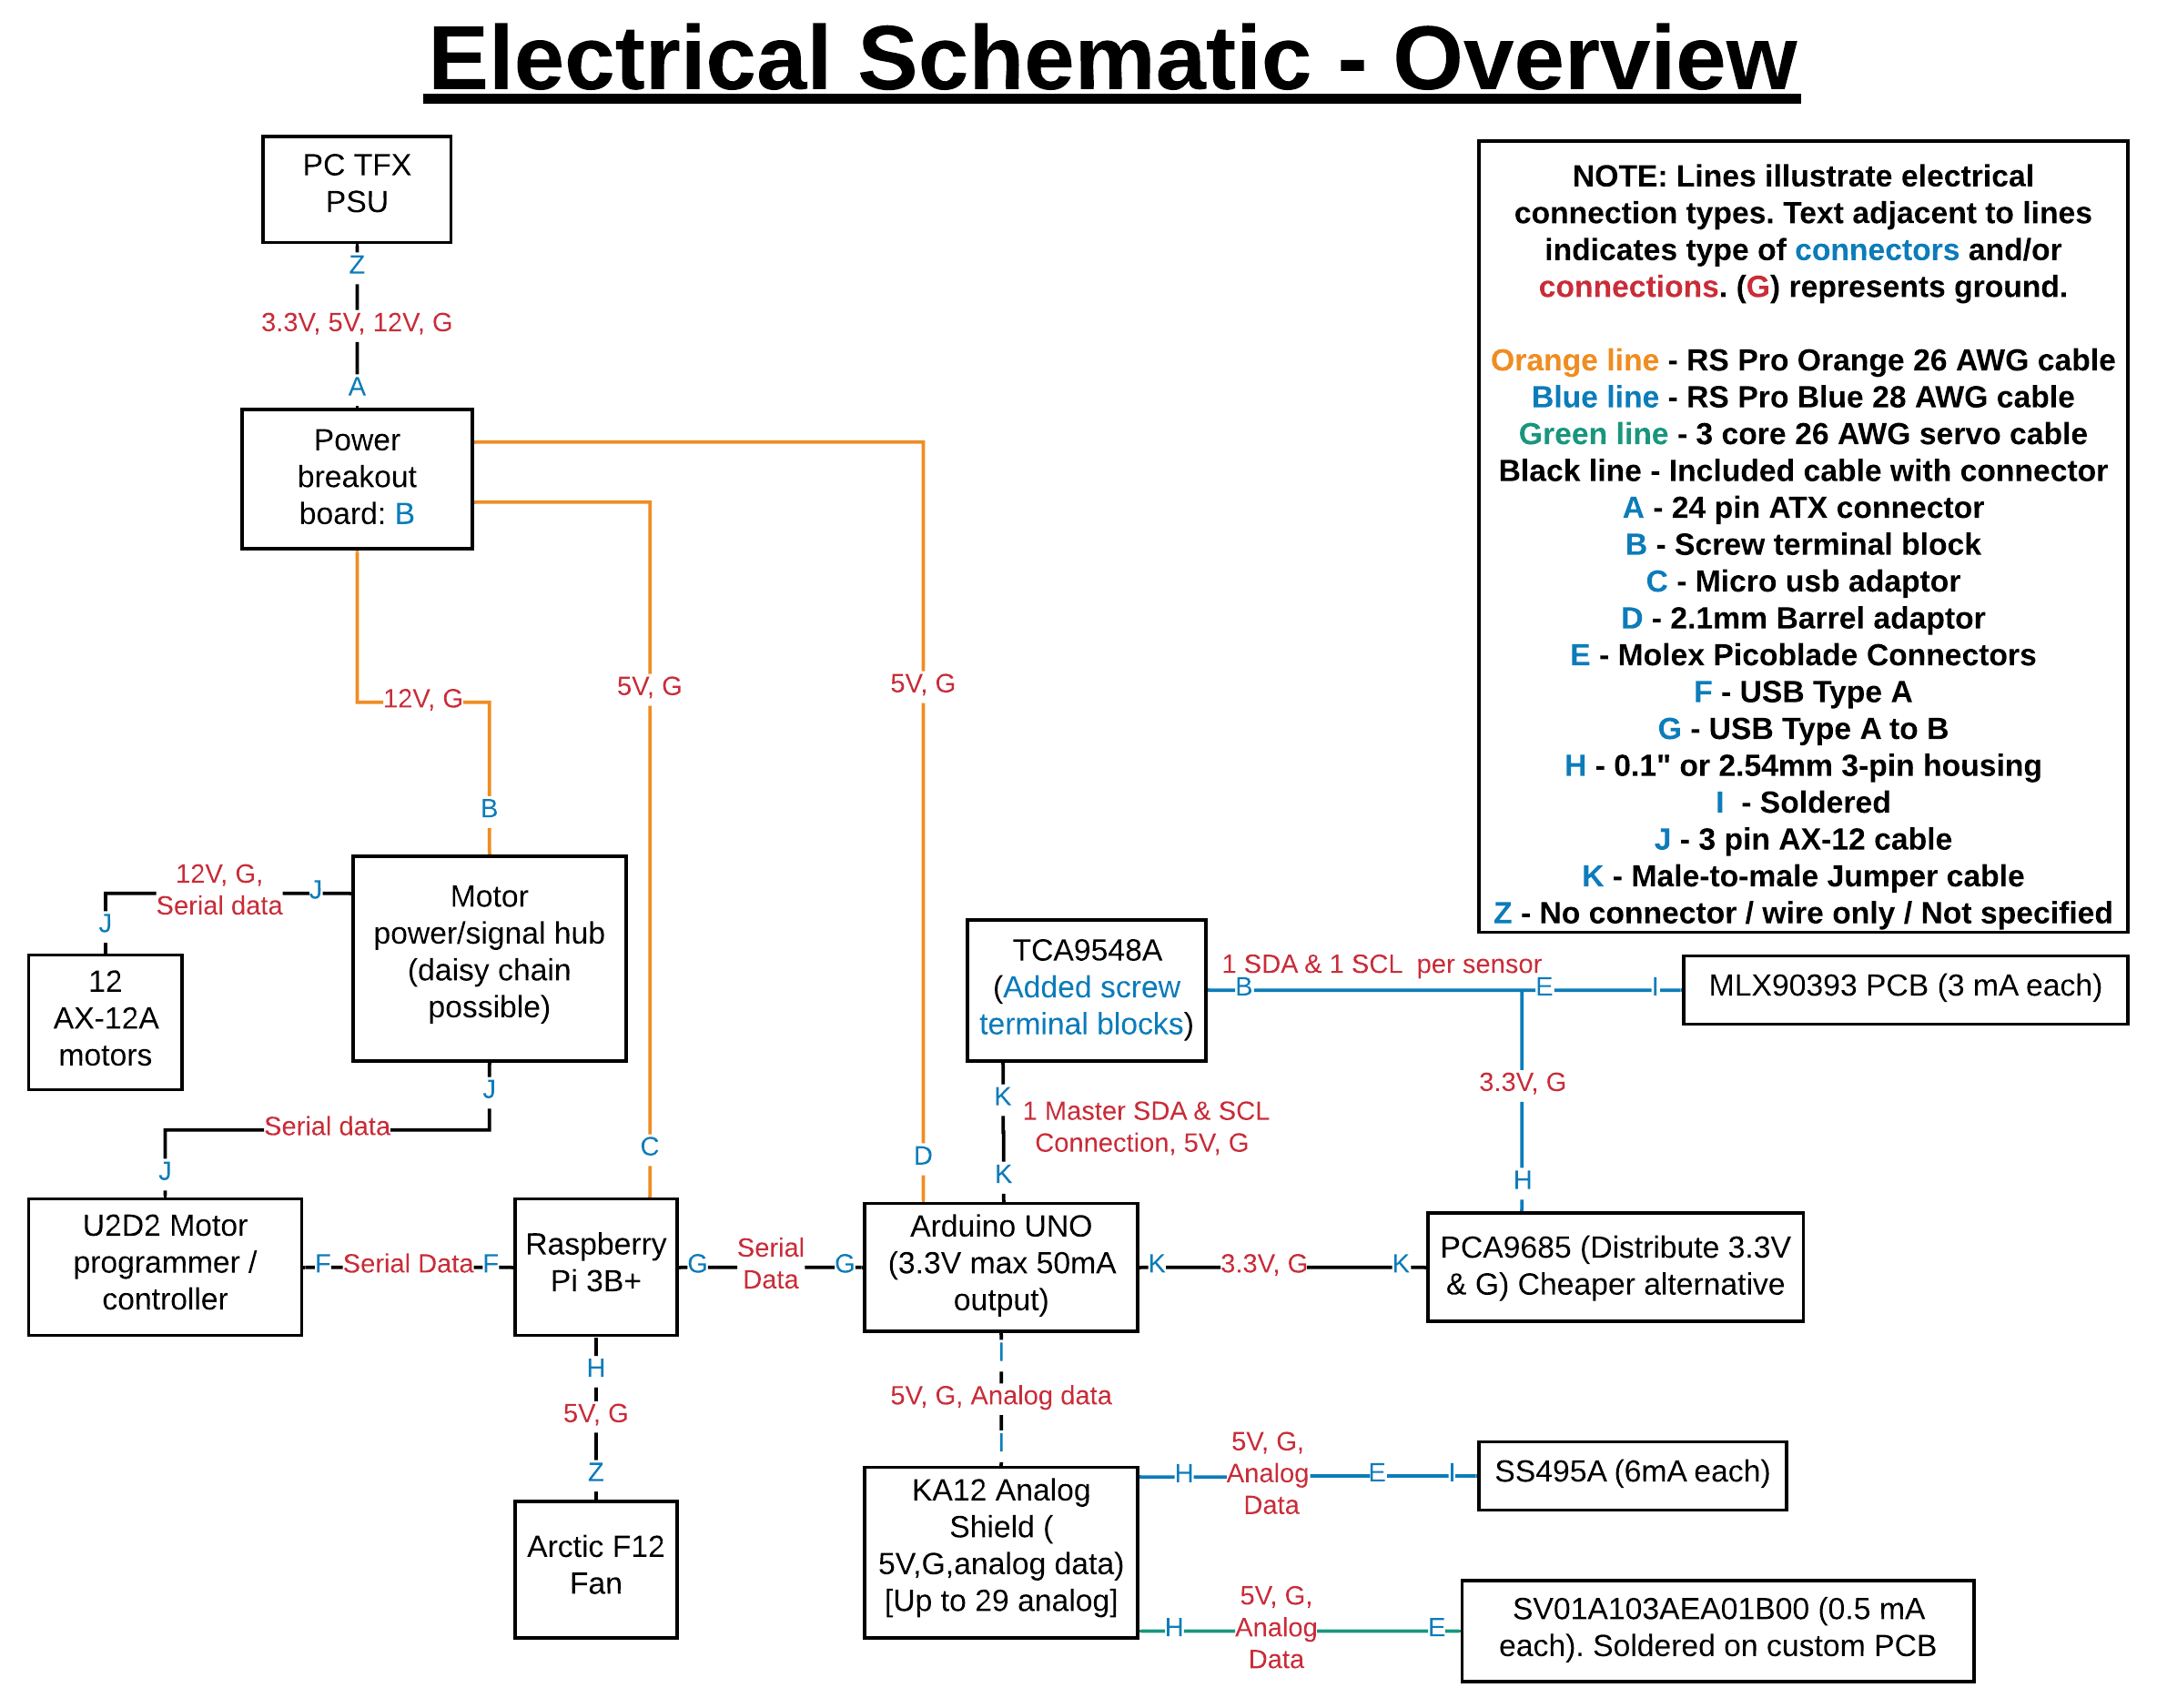 Electrical Schematic - Overview
PC TFX
PSU
Z
3.3V, 5V, 12V, G
A
Power
breakout
board: B
12V, G
5V, G
5V, G
B
C
D
NOTE: Lines illustrate electrical
connection types. Text adjacent to lines
indicates type of connectors and/or
connections. (G) represents ground.
Orange line - RS Pro Orange 26 AWG cable
Blue line - RS Pro Blue 28 AWG cable
Green line - 3 core 26 AWG servo cable
Black line - Included cable with connector
A - 24 pin ATX connector
B - Screw terminal block
C - Micro usb adaptor
D - 2.1mm Barrel adaptor
E - Molex Picoblade Connectors
F - USB Type A
G - USB Type A to B
H - 0.1" or 2.54mm 3-pin housing
I - Soldered
J - 3 pin AX-12 cable
K - Male-to-male Jumper cable
Z - No connector / wire only / Not specified
12V, G,
Serial data
J
J
Motor
power/signal hub
(daisy chain
possible)
12
AX-12A
motors
J
Serial data
J
TCA9548A
(Added screw
terminal blocks)
1 SDA & 1 SCL per sensor
B
E
I
MLX90393 PCB (3 mA each)
3.3V, G
H
K
1 Master SDA & SCL
Connection, 5V, G
K
U2D2 Motor
programmer /
controller
F
Serial Data
F
Raspberry
Pi 3B+
G
Serial
Data
G
Arduino UNO
(3.3V max 50mA
output)
K
3.3V, G
K
PCA9685 (Distribute 3.3V
& G) Cheaper alternative
H
5V, G
Z
Arctic F12
Fan
I
5V, G, Analog data
I
KA12 Analog
Shield (
5V,G,analog data)
[Up to 29 analog]
H
5V, G,
Analog
Data
E
I
SS495A (6mA each)
H
5V, G,
Analog
Data
E
SV01A103AEA01B00 (0.5 mA
each). Soldered on custom PCB